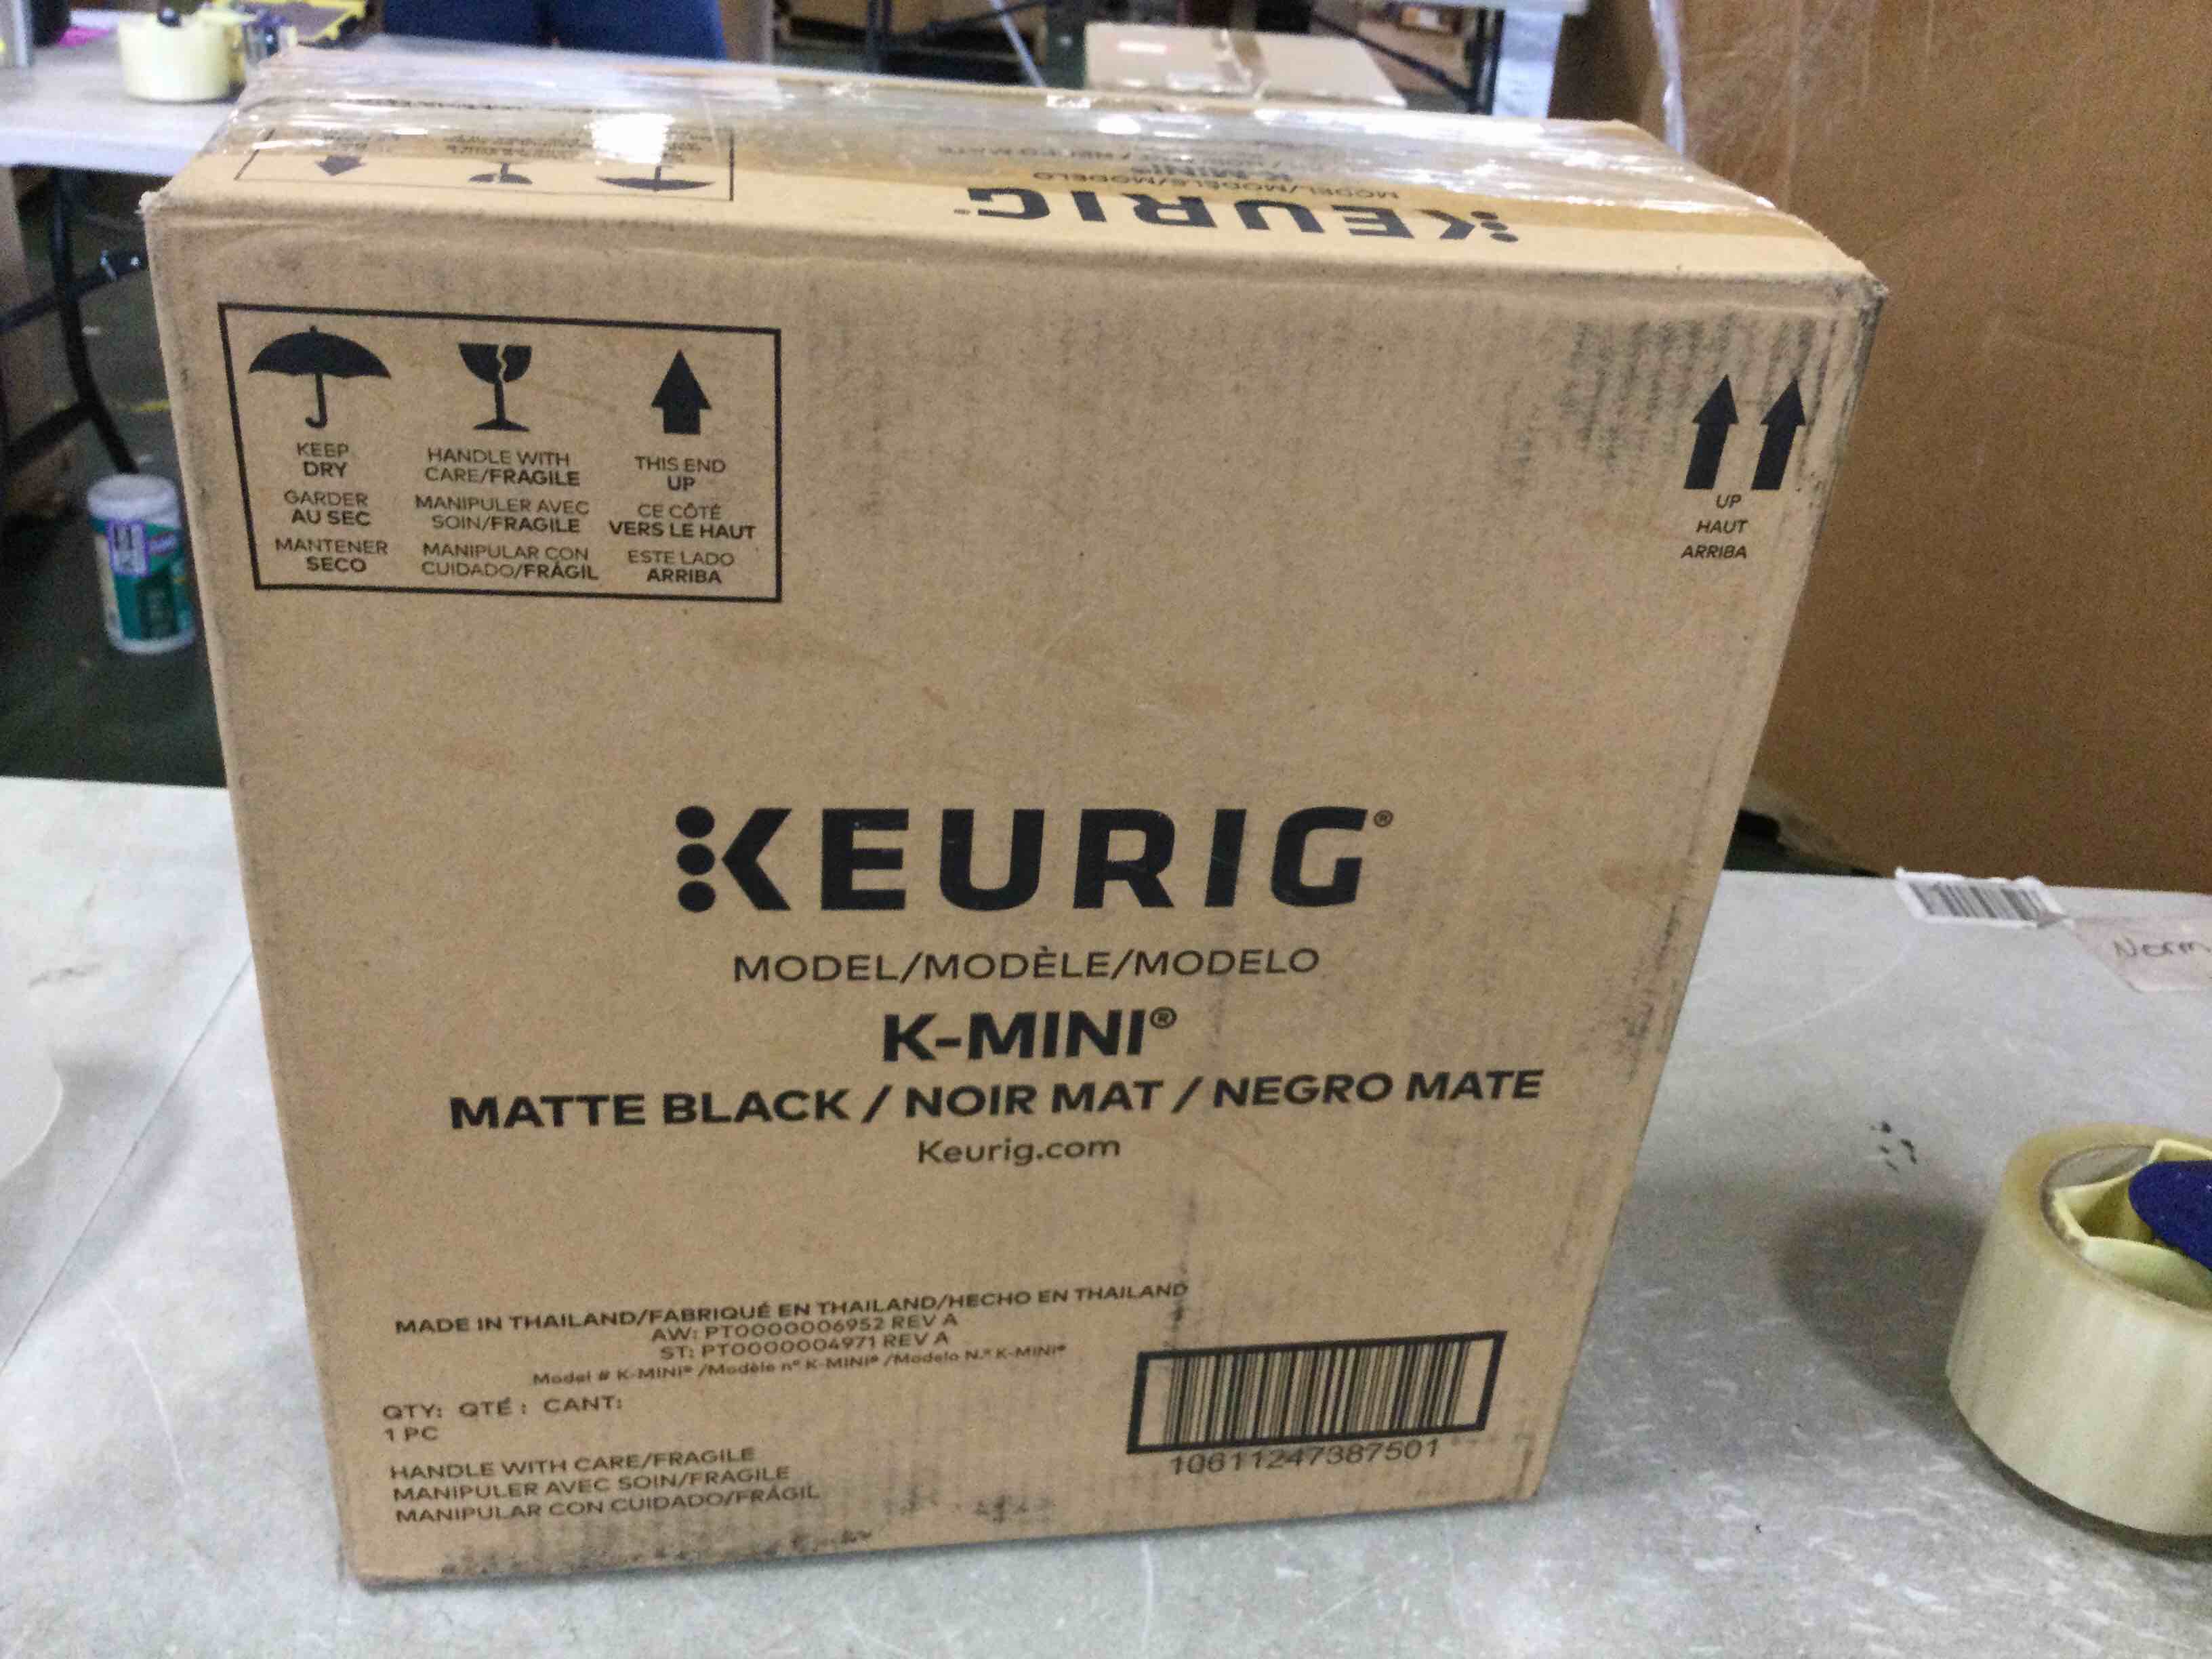 KEURIG
MODEL/MODÈLE/MODELO
K-MINI®
KEEP
DRY
GARDER
AU SEC
MANTENER
SECO
HANDLE WITH
CARE/FRAGILE
MANIPULER AVEC
SOIN/FRAGILE
MANIPULAR CON
CUIDADO/FRÁGIL
THIS END
UP
CE CÔTÉ
VERS LE HAUT
ESTE LADO
ARRIBA
UP
HAUT
ARRIBA
KEURIG®
MODEL/MODÈLE/MODELO
K-MINI®
MATTE BLACK / NOIR MAT / NEGRO MATE
Keurig.com
MADE IN THAILAND/FABRIQUÉ EN THAILAND/HECHO EN THAILAND
AW: PT0000006952 REV A
ST: PT0000004971 REV A
Model # K-MINI® /Modèle n° K-MINI® /Modelo N.° K-MINI®
QTY: QTÉ : CANT:
1 PC
HANDLE WITH CARE/FRAGILE
MANIPULER AVEC SOIN/FRAGILE
MANIPULAR CON CUIDADO/FRÁGIL
10611247387501
Norm